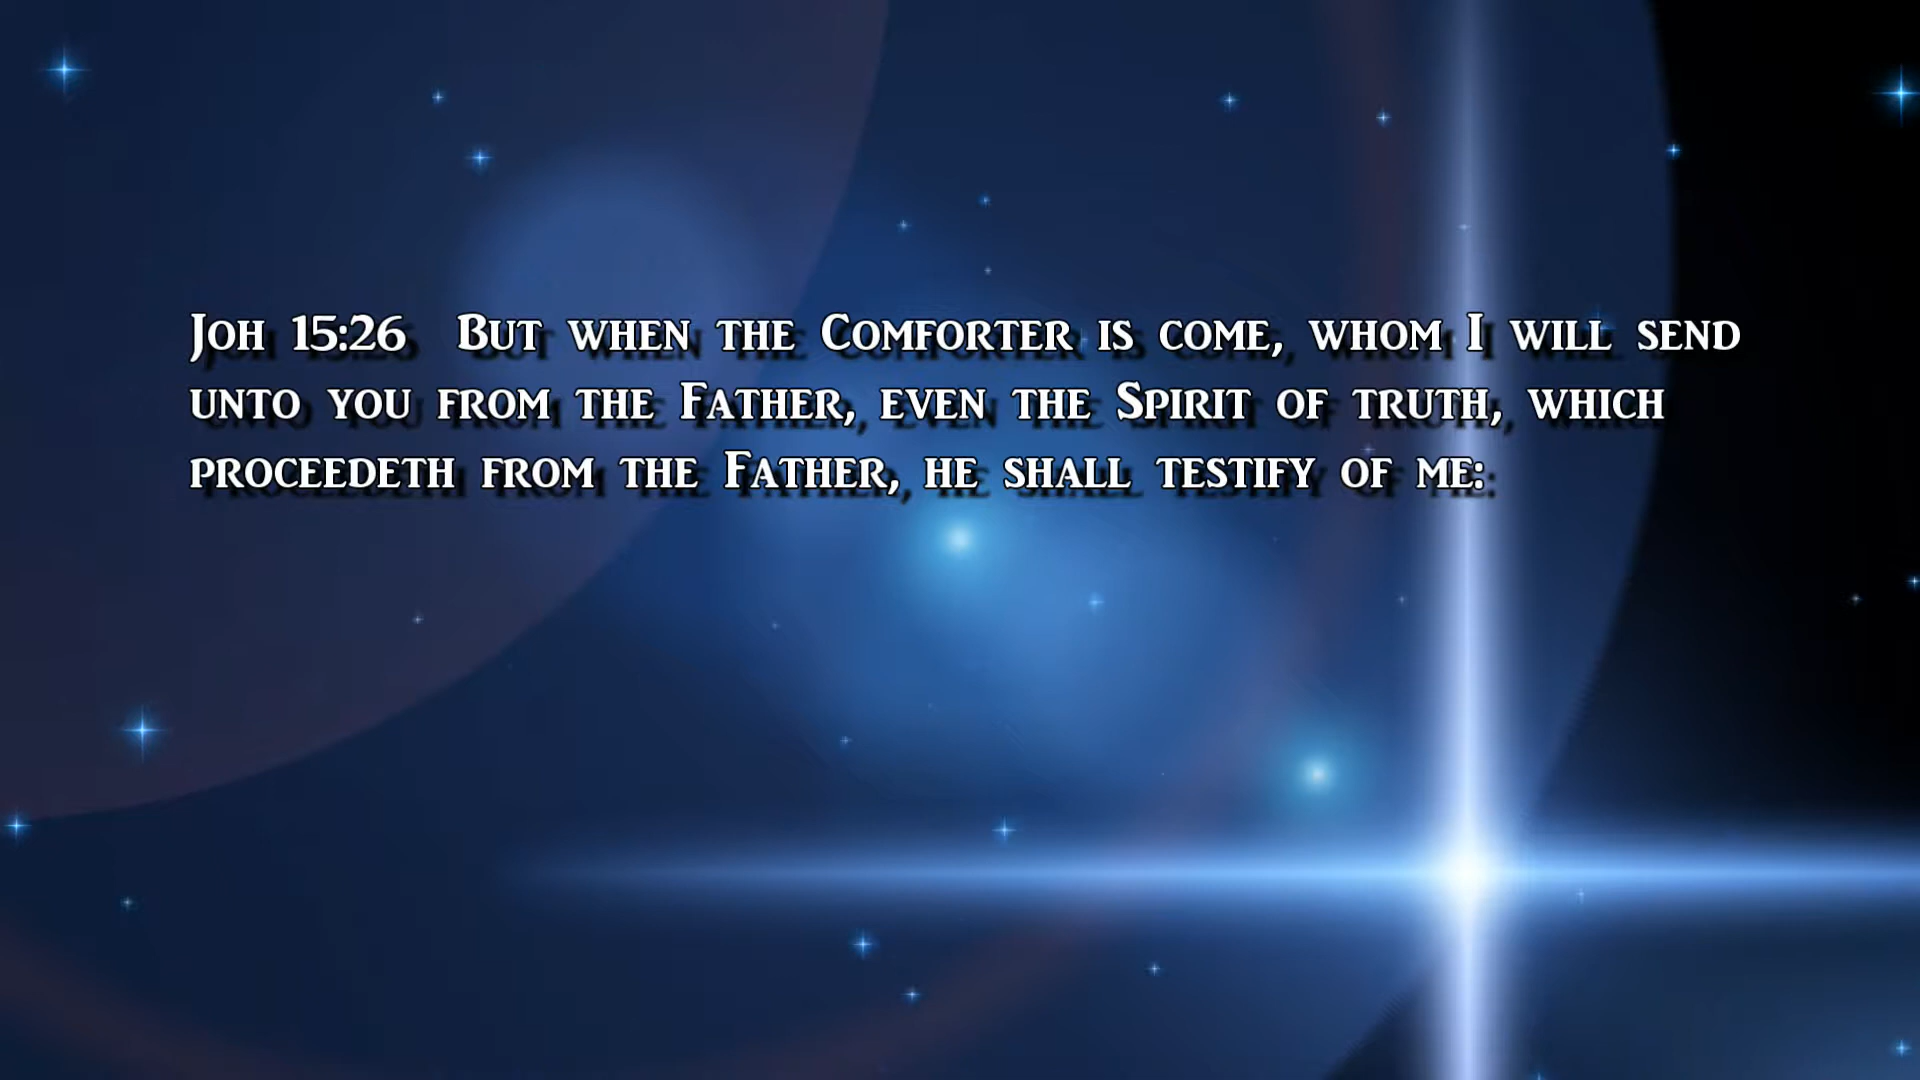 Joh 15:26 But when the Comforter is come, whom I will send
unto you from the Father, even the Spirit of truth, which
proceedeth from the Father, he shall testify of me: